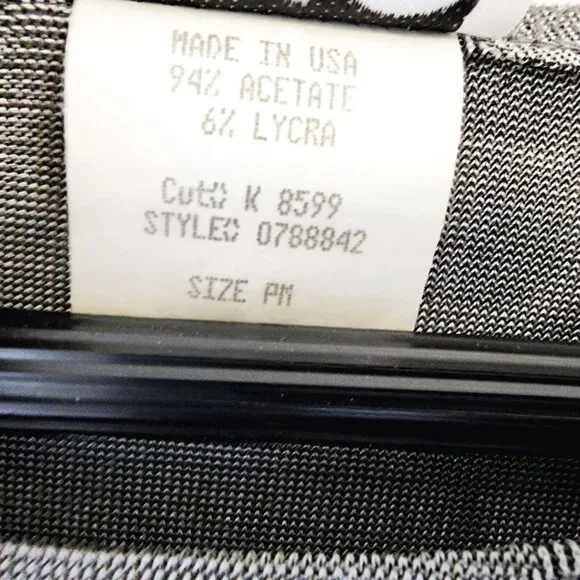 MADE IN USA
94% ACETATE
6% LYCRA
Cut# K 8599
STYLE# 0788842
SIZE PM